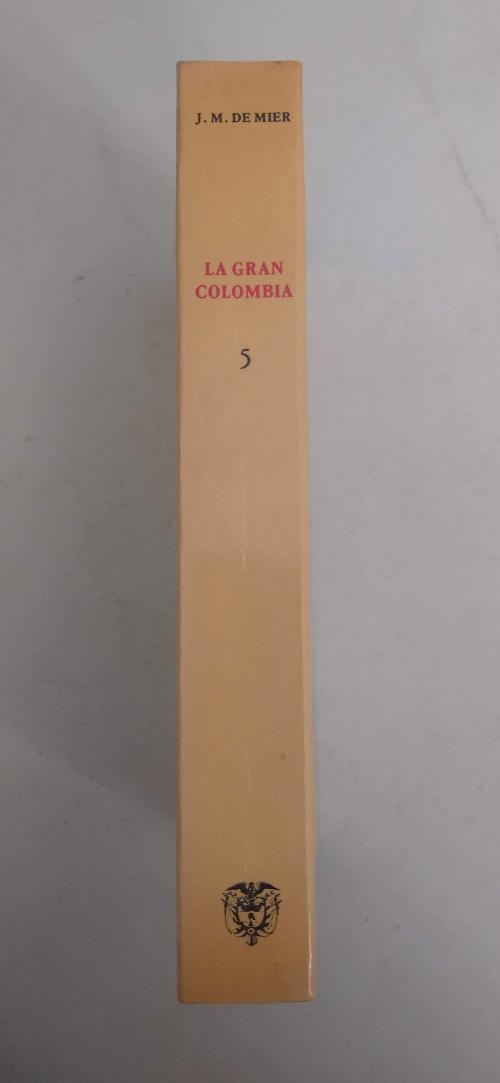 J. M. DE MIER
LA GRAN
COLOMBIA
5